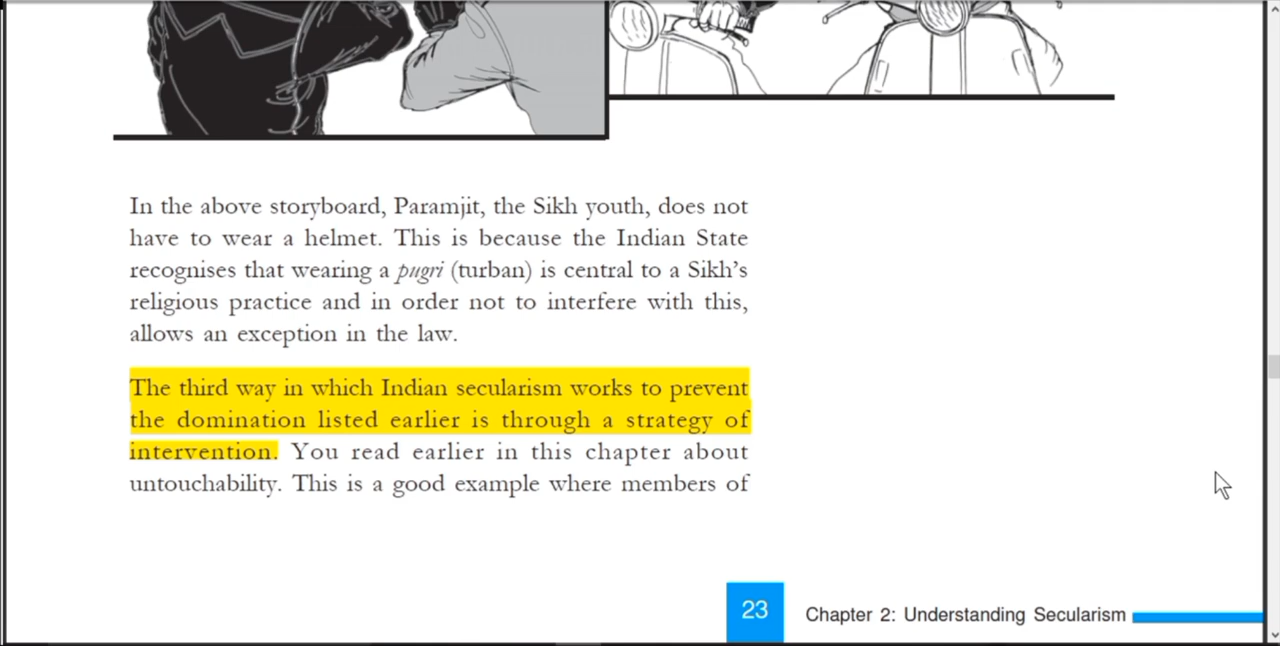 In the above storyboard, Paramjit, the Sikh youth, does not
have to wear a helmet. This is because the Indian State
recognises that wearing a pugri (turban) is central to a Sikh’s
religious practice and in order not to interfere with this,
allows an exception in the law.
The third way in which Indian secularism works to prevent
the domination listed earlier is through a strategy of
intervention. You read earlier in this chapter about
untouchability. This is a good example where members of
23 Chapter 2: Understanding Secularism